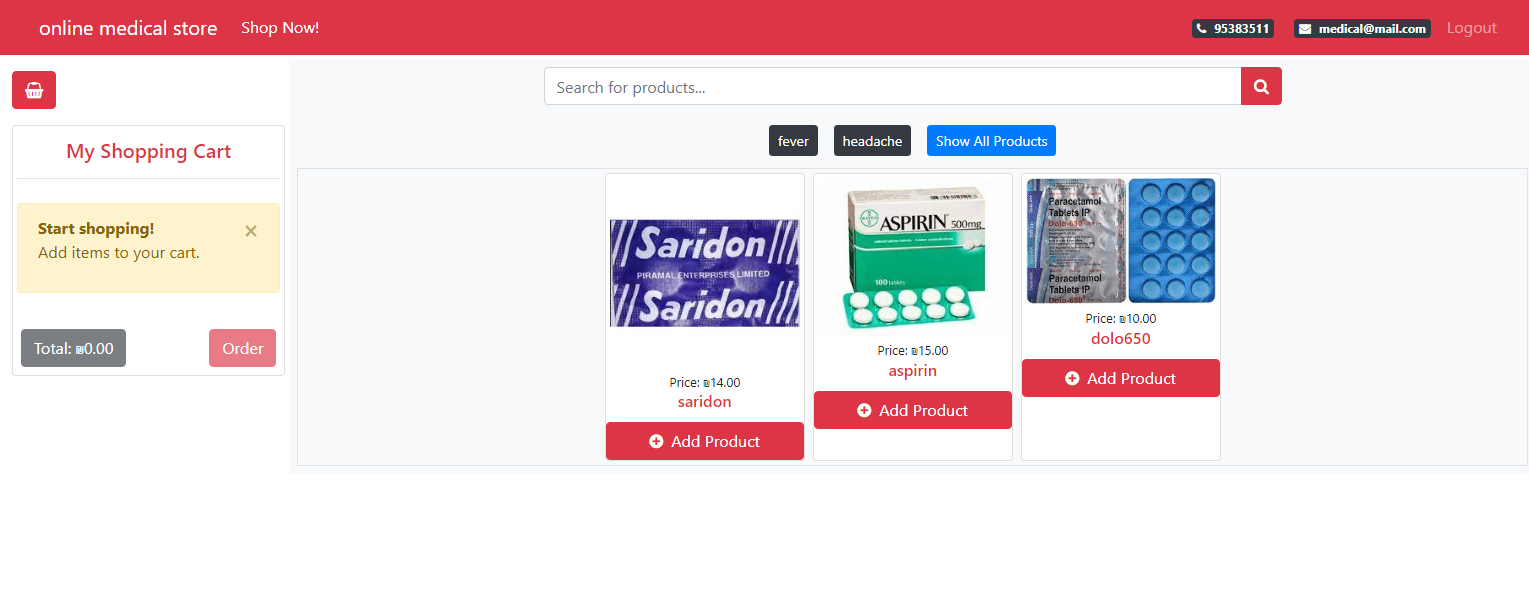 online medical store
Shop Now!
95383511
medical@mail.com
Logout
My Shopping Cart
Start shopping!
×
Add items to your cart.
Total: ₪0.00
Order
Search for products...
fever
headache
Show All Products
Saridon
PIRAMAL ENTERPRISES LIMITED
Saridon
Price: ₪14.00
saridon
Add Product
BAYER
ASPIRIN 500mg
100 tablets
Price: ₪15.00
aspirin
Add Product
Paracetamol
Tablets IP
Dolo-650
Paracetamol
Tablets IP
Dolo-650
Price: ₪10.00
dolo650
Add Product